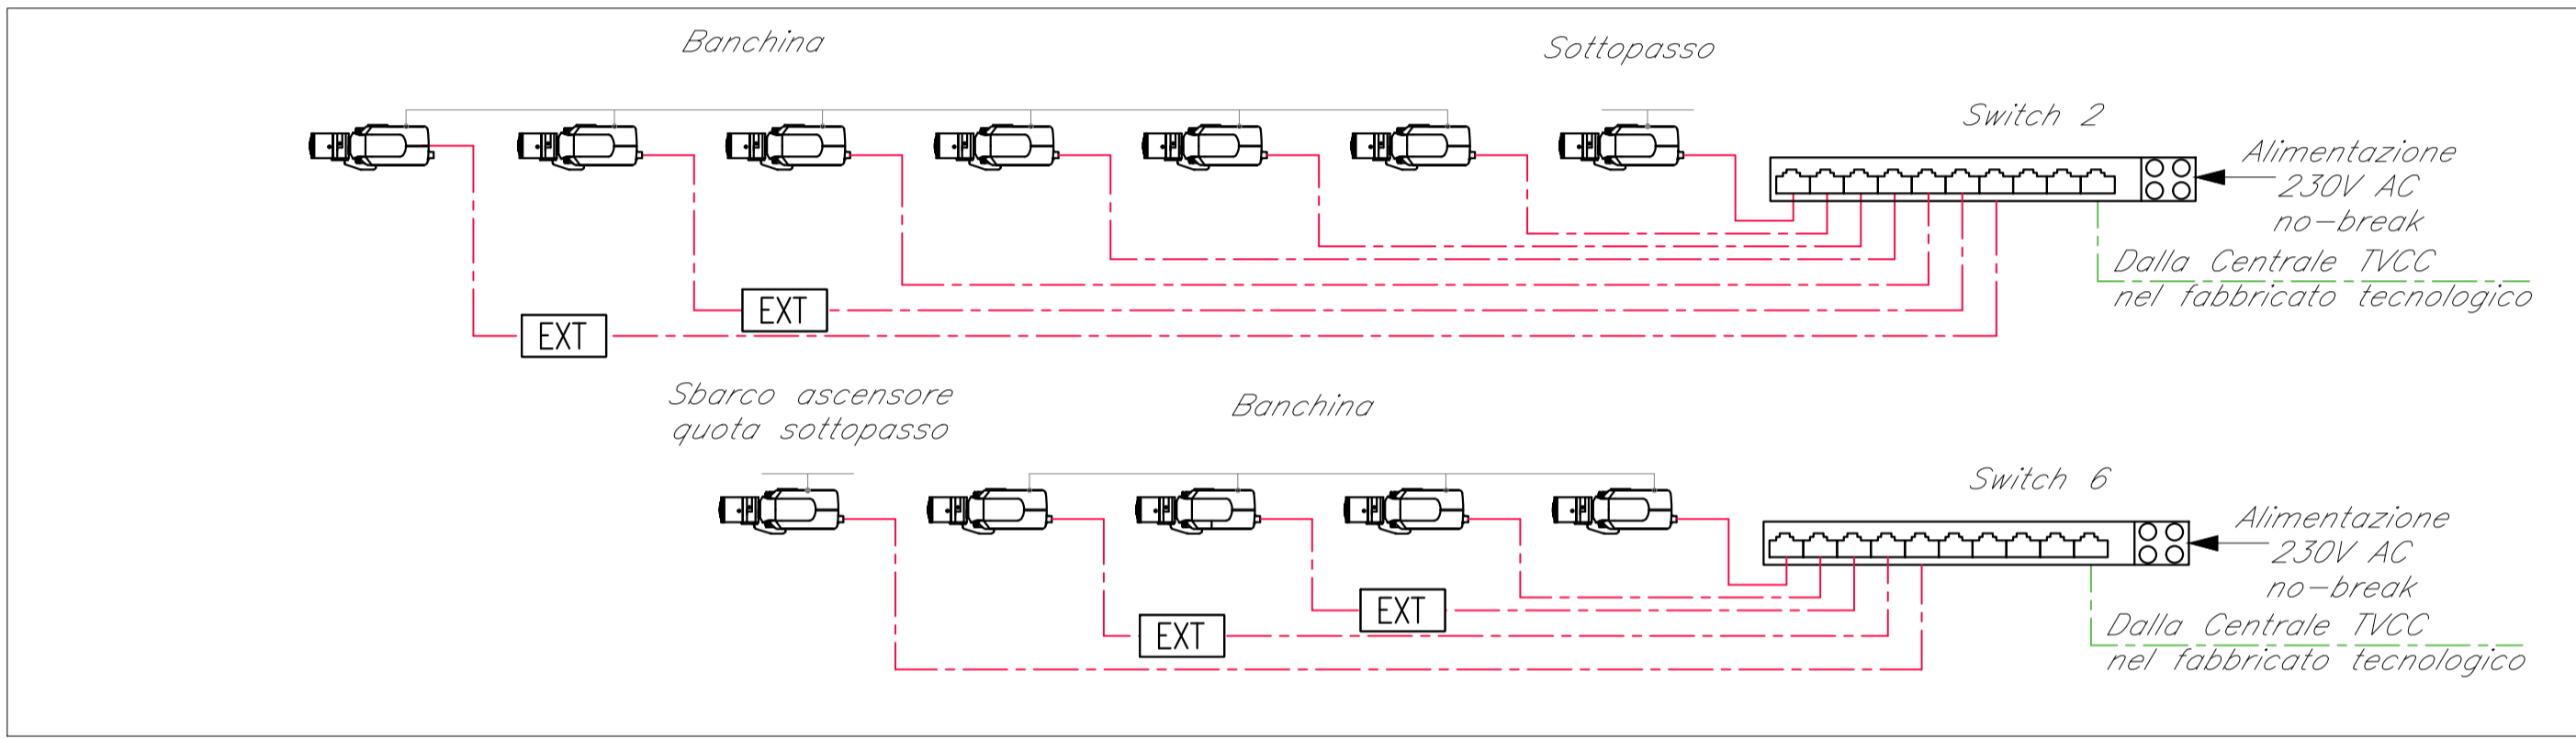 Banchina
Sottopasso
Switch 2
Alimentazione
230V AC
no-break
Dalla Centrale TVCC
nel fabbricato tecnologico
EXT
EXT
Sbarco ascensore
quota sottopasso
Banchina
Switch 6
Alimentazione
230V AC
no-break
Dalla Centrale TVCC
nel fabbricato tecnologico
EXT
EXT